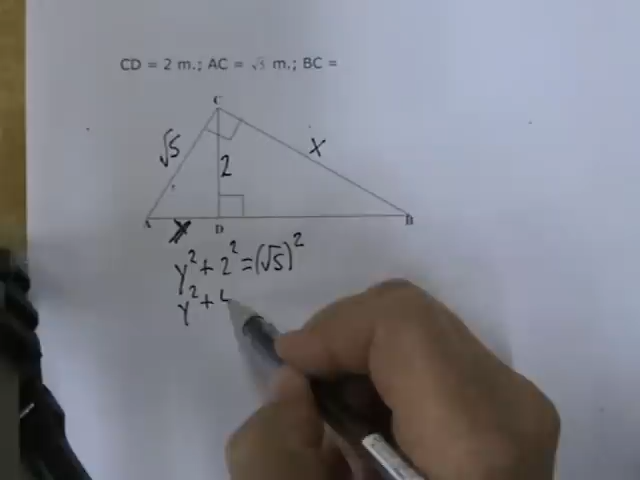 CD = 2 m.; AC = √5 m.; BC =
C
√5
2
x
A
x
D
B
y² + 2² = (√5)²
y² + 4